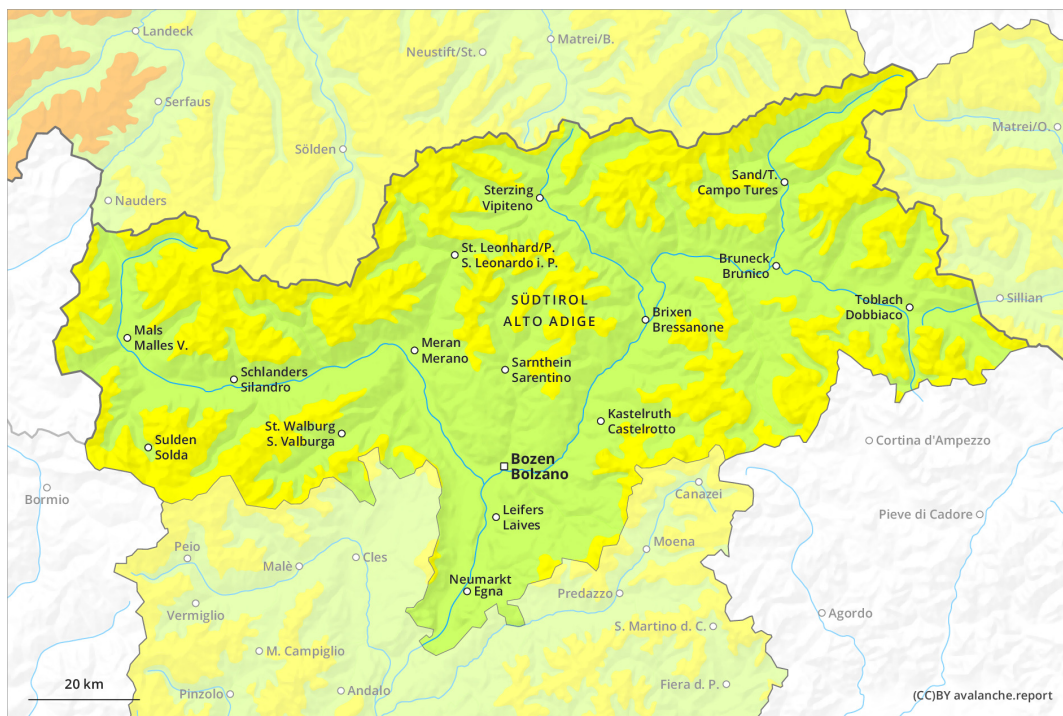 Landeck
Matrei/B.
Neustift/St.
Serfaus
Matrei/O.
Sölden
Sand/T.
Campo Tures
Sterzing
Vipiteno
Nauders
St. Leonhard/P.
S. Leonardo i. P.
Bruneck
Brunico
SÜDTIROL
ALTO ADIGE
Toblach
Dobbiaco
Sillian
Brixen
Bressanone
Mals
Malles V.
Meran
Merano
Schlanders
Silandro
Sarnthein
Sarentino
Kastelruth
Castelrotto
St. Walburg
S. Valburga
Sulden
Solda
Cortina d'Ampezzo
Bozen
Bolzano
Bormio
Canazei
Leifers
Laives
Pieve di Cadore
Moena
Peio
Cles
Malè
Neumarkt
Egna
Predazzo
Vermiglio
Agordo
S. Martino d. C.
M. Campiglio
20 km
Pinzolo
Andalo
Fiera d. P.
(CC)BY avalanche.report